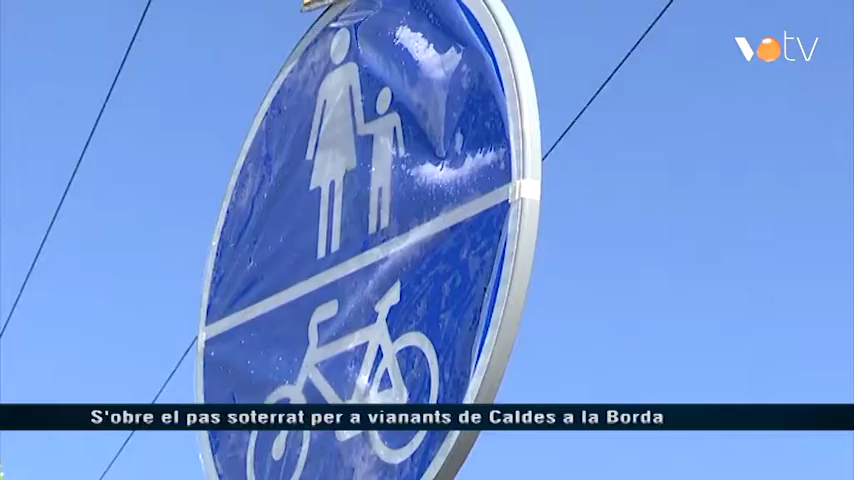 votv
S'obre el pas soterrat per a vianants de Caldes a la Borda